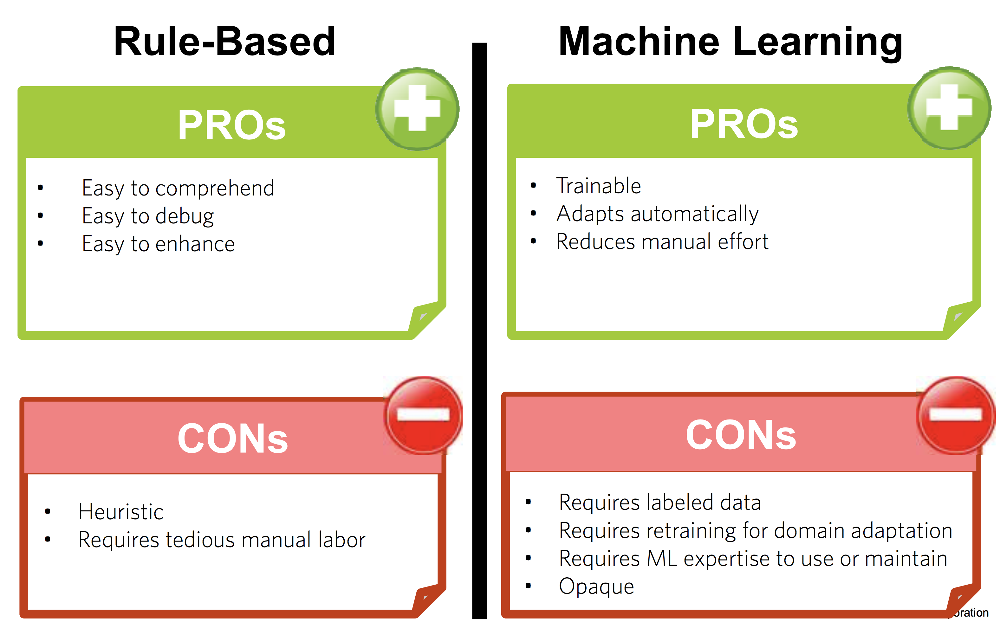 Rule-Based
PROs
• Easy to comprehend
• Easy to debug
• Easy to enhance
CONs
• Heuristic
• Requires tedious manual labor
Machine Learning
PROs
• Trainable
• Adapts automatically
• Reduces manual effort
CONs
• Requires labeled data
• Requires retraining for domain adaptation
• Requires ML expertise to use or maintain
• Opaque